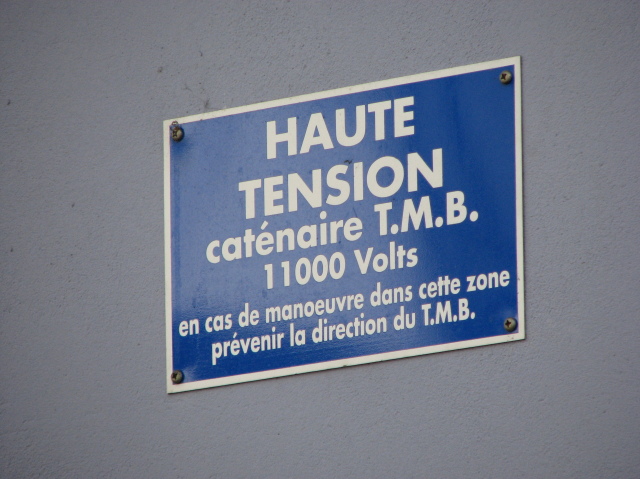 HAUTE
TENSION
caténaire T.M.B.
11000 Volts
en cas de manoeuvre dans cette zone
prévenir la direction du T.M.B.